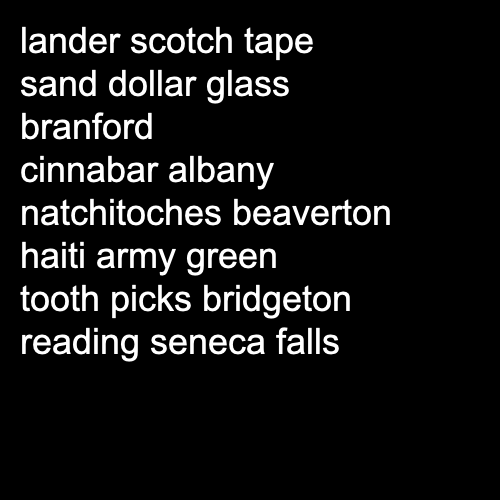 lander scotch tape
sand dollar glass
branford
cinnabar albany
natchitoches beaverton
haiti army green
tooth picks bridgeton
reading seneca falls